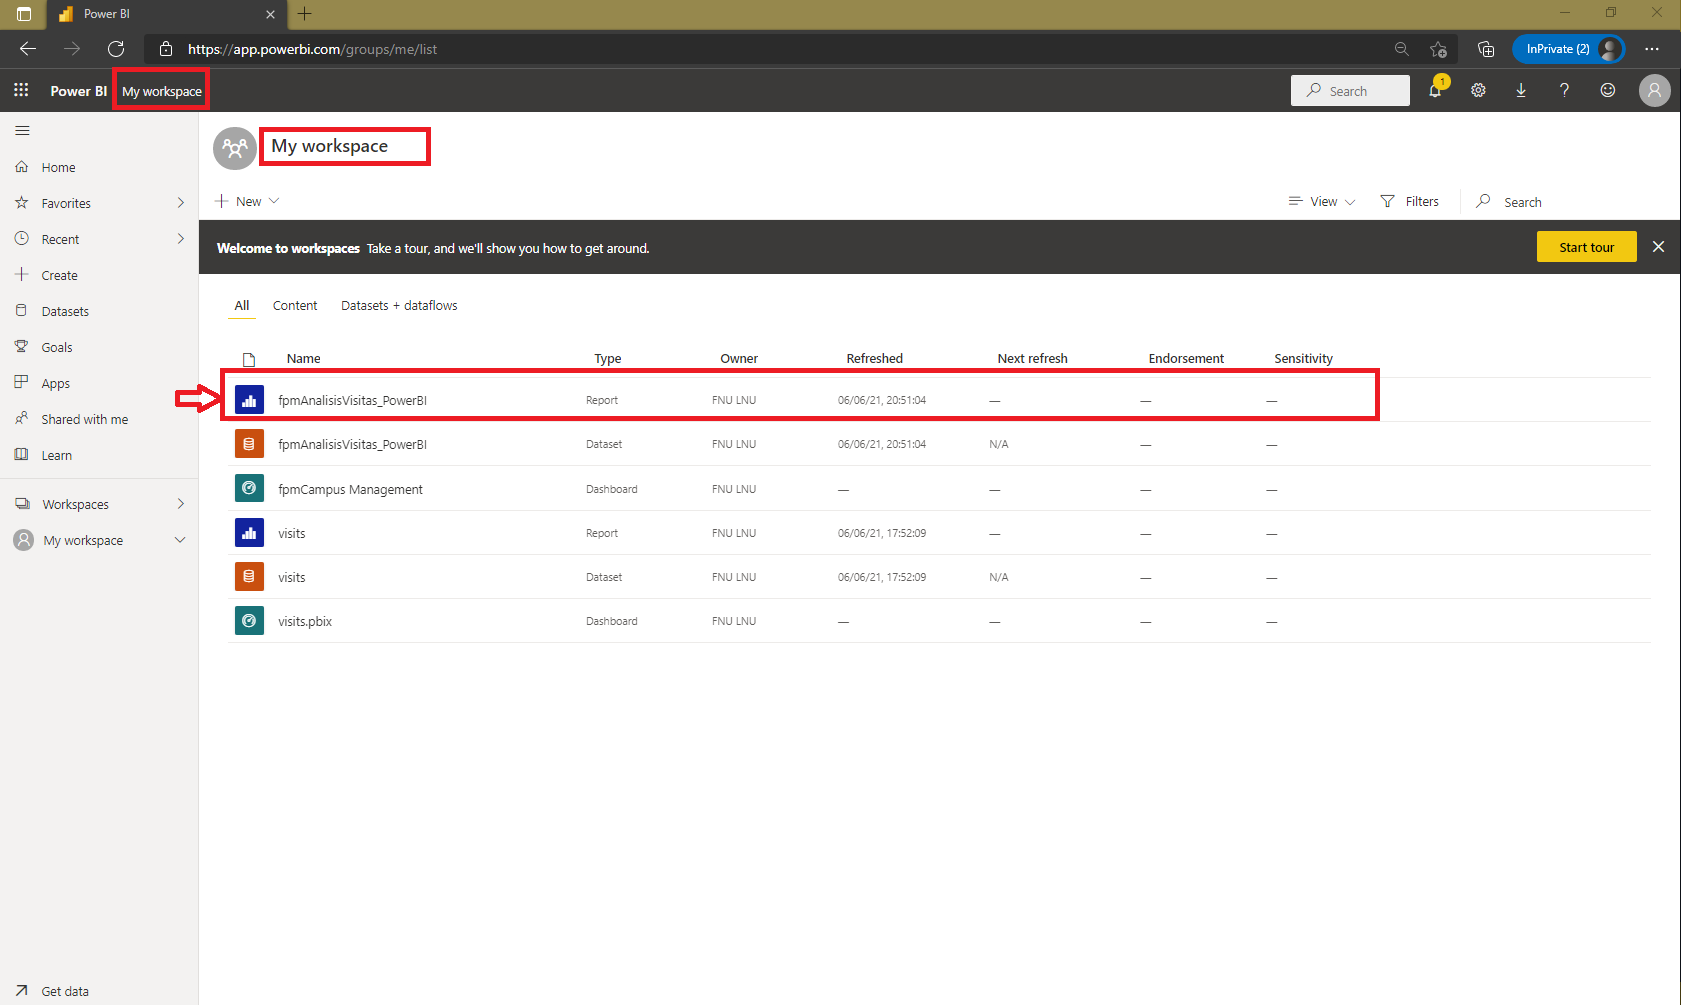 Power BI
https://app.powerbi.com/groups/me/list
InPrivate (2)
Power BI My workspace
Search
1
My workspace
Home
Favorites
Recent
Create
Datasets
Goals
Apps
Shared with me
Learn
Workspaces
My workspace
Get data
New
View
Filters
Search
Welcome to workspaces Take a tour, and we'll show you how to get around.
Start tour
All Content Datasets + dataflows
Name Type Owner Refreshed Next refresh Endorsement Sensitivity
fpmAnalisisVisitas_PowerBI Report FNU LNU 06/06/21, 20:51:04 — — —
fpmAnalisisVisitas_PowerBI Dataset FNU LNU 06/06/21, 20:51:04 N/A — —
fpmCampus Management Dashboard FNU LNU — — — —
visits Report FNU LNU 06/06/21, 17:52:09 — — —
visits Dataset FNU LNU 06/06/21, 17:52:09 N/A — —
visits.pbix Dashboard FNU LNU — — — —